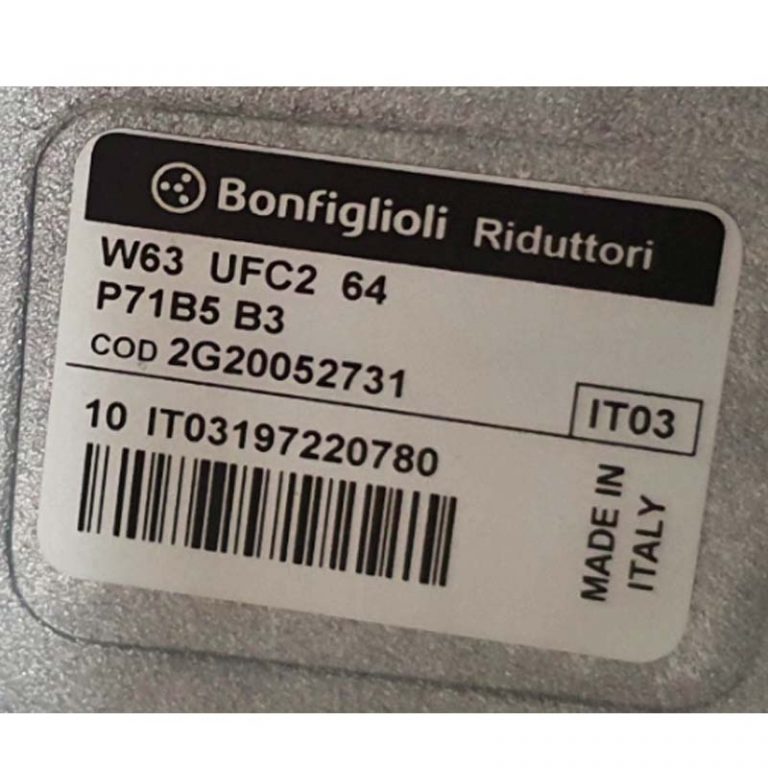 Bonfiglioli Riduttori
W63 UFC2 64
P71B5 B3
COD 2G20052731
IT03
10 IT03197220780
MADE IN
ITALY